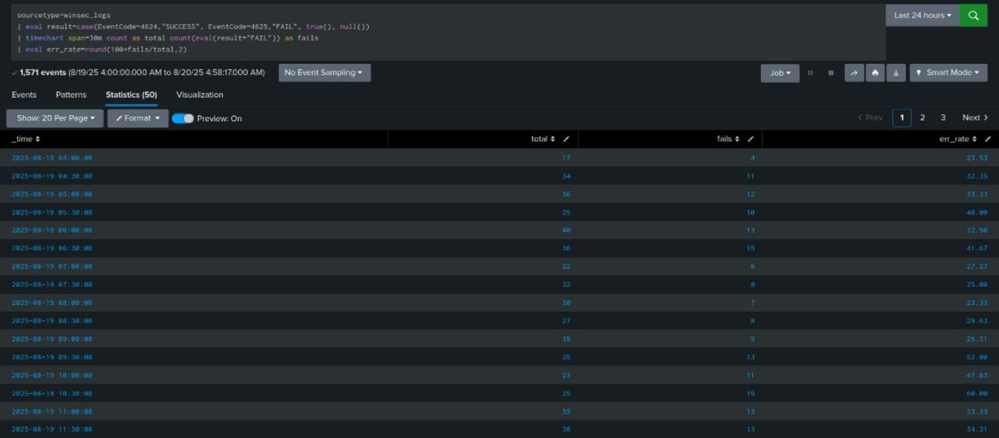 sourcetype=winsec_logs
| eval result=case(EventCode=4624,"SUCCESS", EventCode=4625,"FAIL", true(), null())
| timechart span=30m count as total count(eval(result="FAIL")) as fails
| eval err_rate=round(100*fails/total,2)
Last 24 hours
1,571 events (8/19/25 4:00:00.000 AM to 8/20/25 4:58:17.000 AM) No Event Sampling Job Smart Mode
Events Patterns Statistics (50) Visualization
Show: 20 Per Page Format Preview: On < Prev 1 2 3 Next >
_time total fails err_rate
2025-08-19 04:00:00 17 4 23.53
2025-08-19 04:30:00 34 11 32.35
2025-08-19 05:00:00 36 12 33.33
2025-08-19 05:30:00 25 10 40.00
2025-08-19 06:00:00 40 13 32.50
2025-08-19 06:30:00 36 15 41.67
2025-08-19 07:00:00 22 6 27.27
2025-08-19 07:30:00 32 8 25.00
2025-08-19 08:00:00 30 7 23.33
2025-08-19 08:30:00 27 8 29.63
2025-08-19 09:00:00 35 9 25.71
2025-08-19 09:30:00 25 13 52.00
2025-08-19 10:00:00 23 11 47.83
2025-08-19 10:30:00 25 15 60.00
2025-08-19 11:00:00 39 13 33.33
2025-08-19 11:30:00 38 13 34.21